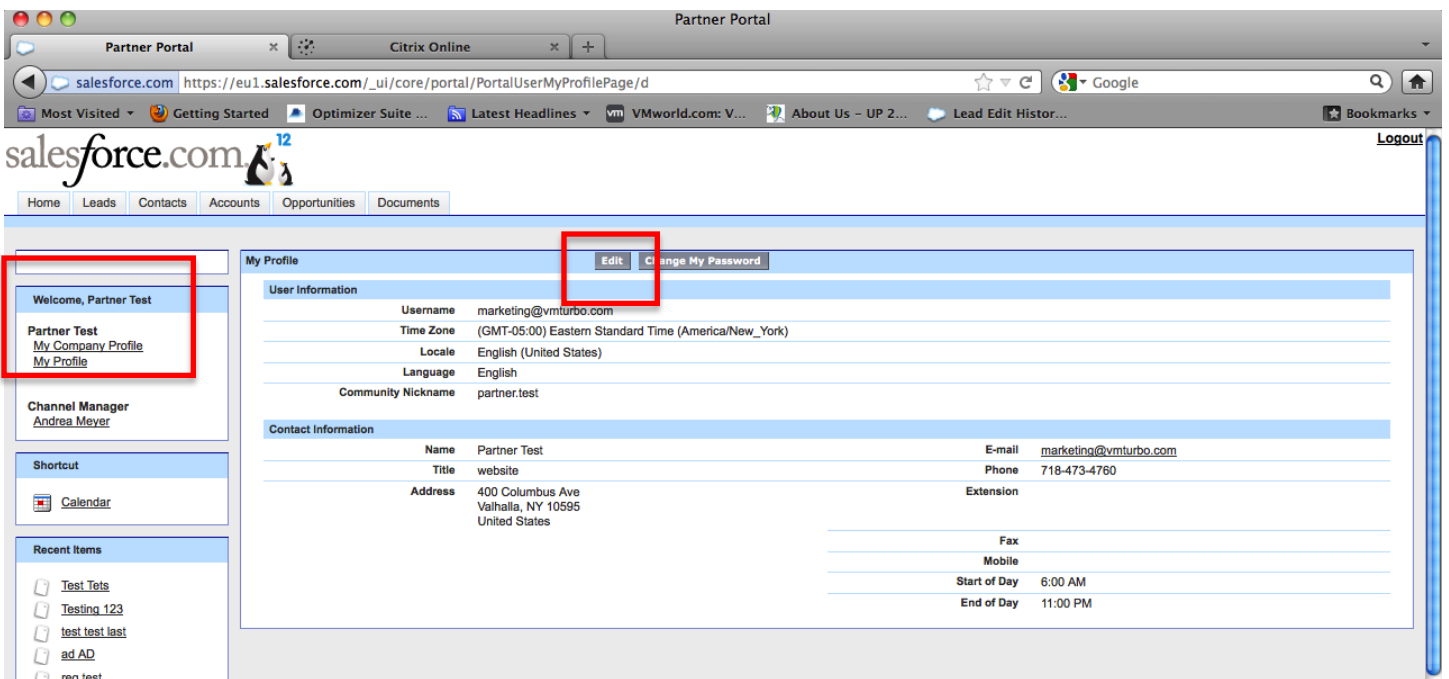 Partner Portal
Partner Portal × Citrix Online × +
salesforce.com https://eu1.salesforce.com/_ui/core/portal/PortalUserMyProfilePage/d Google
Most Visited Getting Started Optimizer Suite ... Latest Headlines vm VMworld.com: V... About Us – UP 2... Lead Edit Histor... Bookmarks
Logout
salesforce.com 12
Home Leads Contacts Accounts Opportunities Documents
My Profile Edit Change My Password
Welcome, Partner Test
Partner Test
My Company Profile
My Profile
Channel Manager
Andrea Meyer
Shortcut
Calendar
Recent Items
Test Tets
Testing 123
test test last
ad AD
reg test
User Information
Username marketing@vmturbo.com
Time Zone (GMT-05:00) Eastern Standard Time (America/New_York)
Locale English (United States)
Language English
Community Nickname partner.test
Contact Information
Name Partner Test E-mail marketing@vmturbo.com
Title website Phone 718-473-4760
Address 400 Columbus Ave Extension
Valhalla, NY 10595
United States
Fax
Mobile
Start of Day 6:00 AM
End of Day 11:00 PM